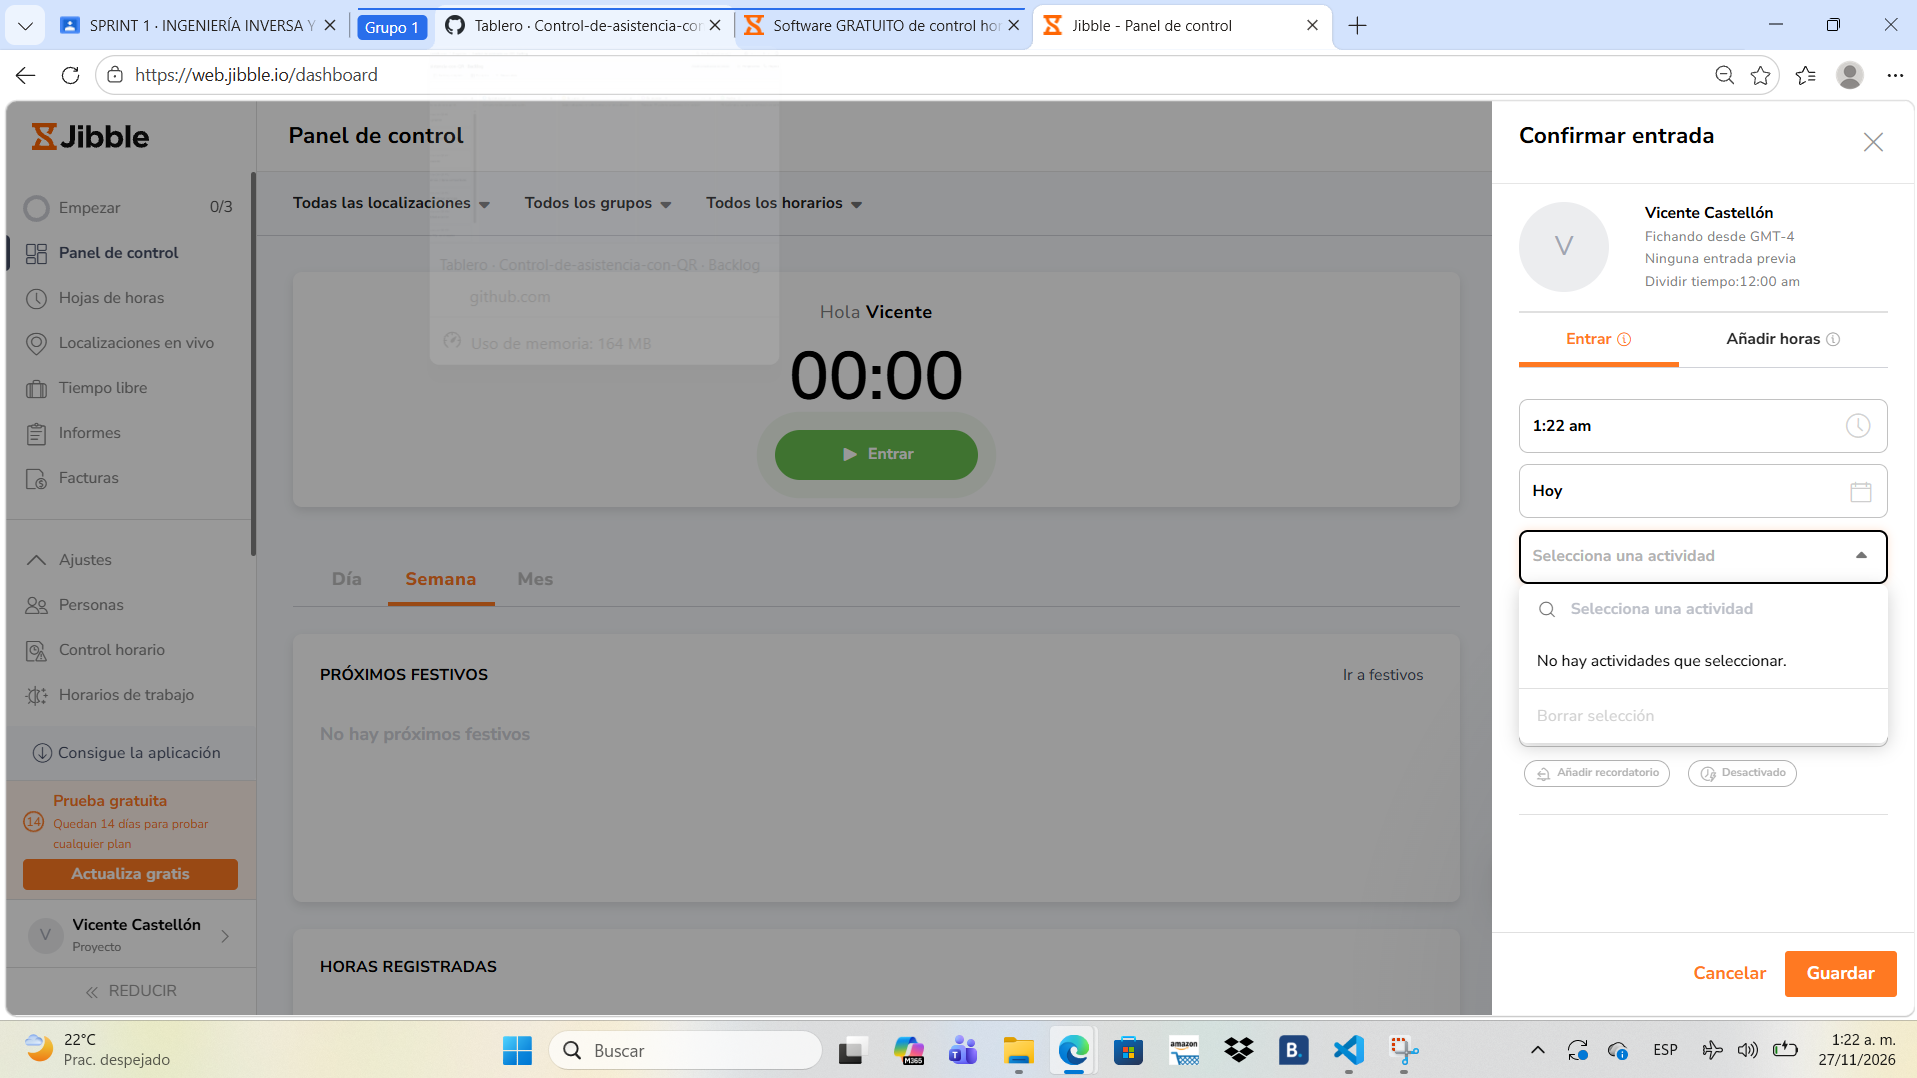 SPRINT 1 · INGENIERÍA INVERSA Y
Grupo 1
Tablero · Control-de-asistencia-co
Software GRATUITO de control hor
Jibble - Panel de control
https://web.jibble.io/dashboard
Jibble
Empezar 0/3
Panel de control
Hojas de horas
Localizaciones en vivo
Tiempo libre
Informes
Facturas
Ajustes
Personas
Control horario
Horarios de trabajo
Consigue la aplicación
Prueba gratuita
14
Quedan 14 días para probar
cualquier plan
Actualiza gratis
V
Vicente Castellón
Proyecto
REDUCIR
Panel de control
Todas las localizaciones
Todos los grupos
Todos los horarios
Tablero · Control-de-asistencia-con-QR · Backlog
github.com
Uso de memoria: 164 MB
Hola Vicente
00:00
Entrar
Día
Semana
Mes
PRÓXIMOS FESTIVOS
Ir a festivos
No hay próximos festivos
HORAS REGISTRADAS
Confirmar entrada
V
Vicente Castellón
Fichando desde GMT-4
Ninguna entrada previa
Dividir tiempo:12:00 am
Entrar
Añadir horas
1:22 am
Hoy
Selecciona una actividad
Selecciona una actividad
No hay actividades que seleccionar.
Borrar selección
Añadir recordatorio
Desactivado
Cancelar
Guardar
22°C
Prac. despejado
Buscar
M365
amazon
B.
ESP
1:22 a. m.
27/11/2026